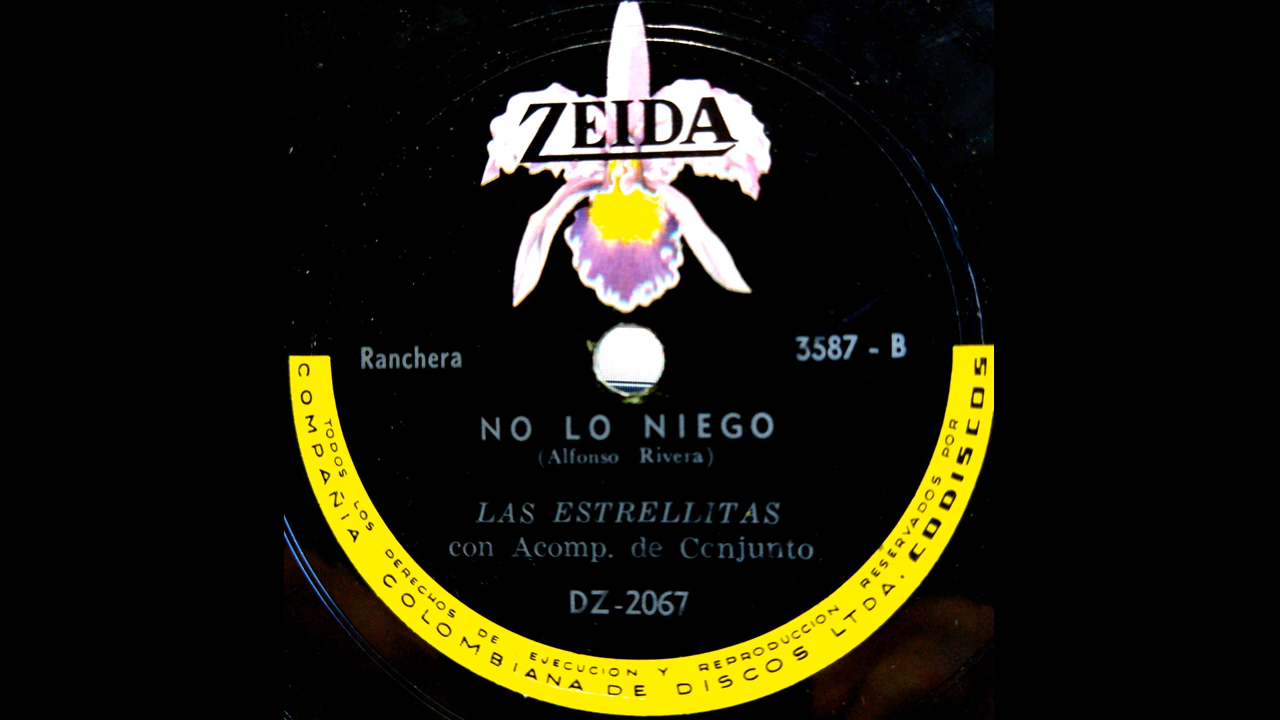 ZEIDA
Ranchera
3587 - B
NO LO NIEGO
(Alfonso Rivera)
LAS ESTRELLITAS
con Acomp. de Conjunto
DZ-2067
TODOS LOS DERECHOS DE EJECUCION Y REPRODUCCION RESERVADOS POR
COMPAÑIA COLOMBIANA DE DISCOS LTDA. CODISCOS